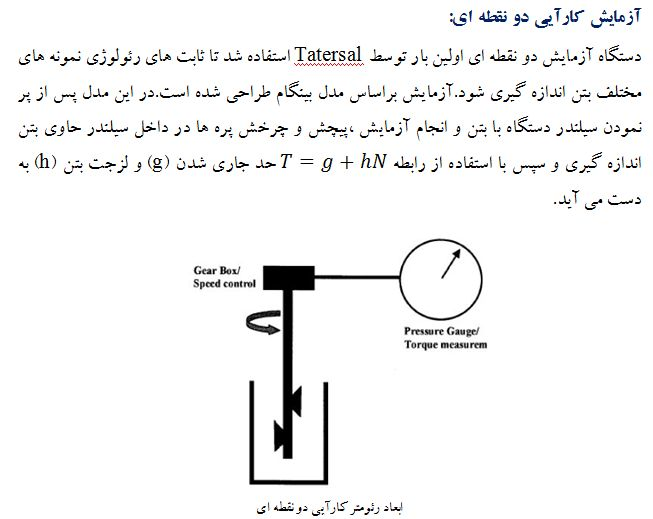 آزمایش کارآیی دو نقطه ای:
دستگاه آزمایش دو نقطه ای اولین بار توسط Tatersal استفاده شد تا ثابت های رئولوژی نمونه های
مختلف بتن اندازه گیری شود.آزمایش براساس مدل بینگام طراحی شده است.در این مدل پس از پر
نمودن سیلندر دستگاه با بتن و انجام آزمایش ،پیچش و چرخش پره ها در داخل سیلندر حاوی بتن
اندازه گیری و سپس با استفاده از رابطه T = g + hN حد جاری شدن (g) و لزجت بتن (h) به
دست می آید.
Gear Box/
Speed control
Pressure Gauge/
Torque measurem
ابعاد رئومتر کارآیی دو نقطه ای